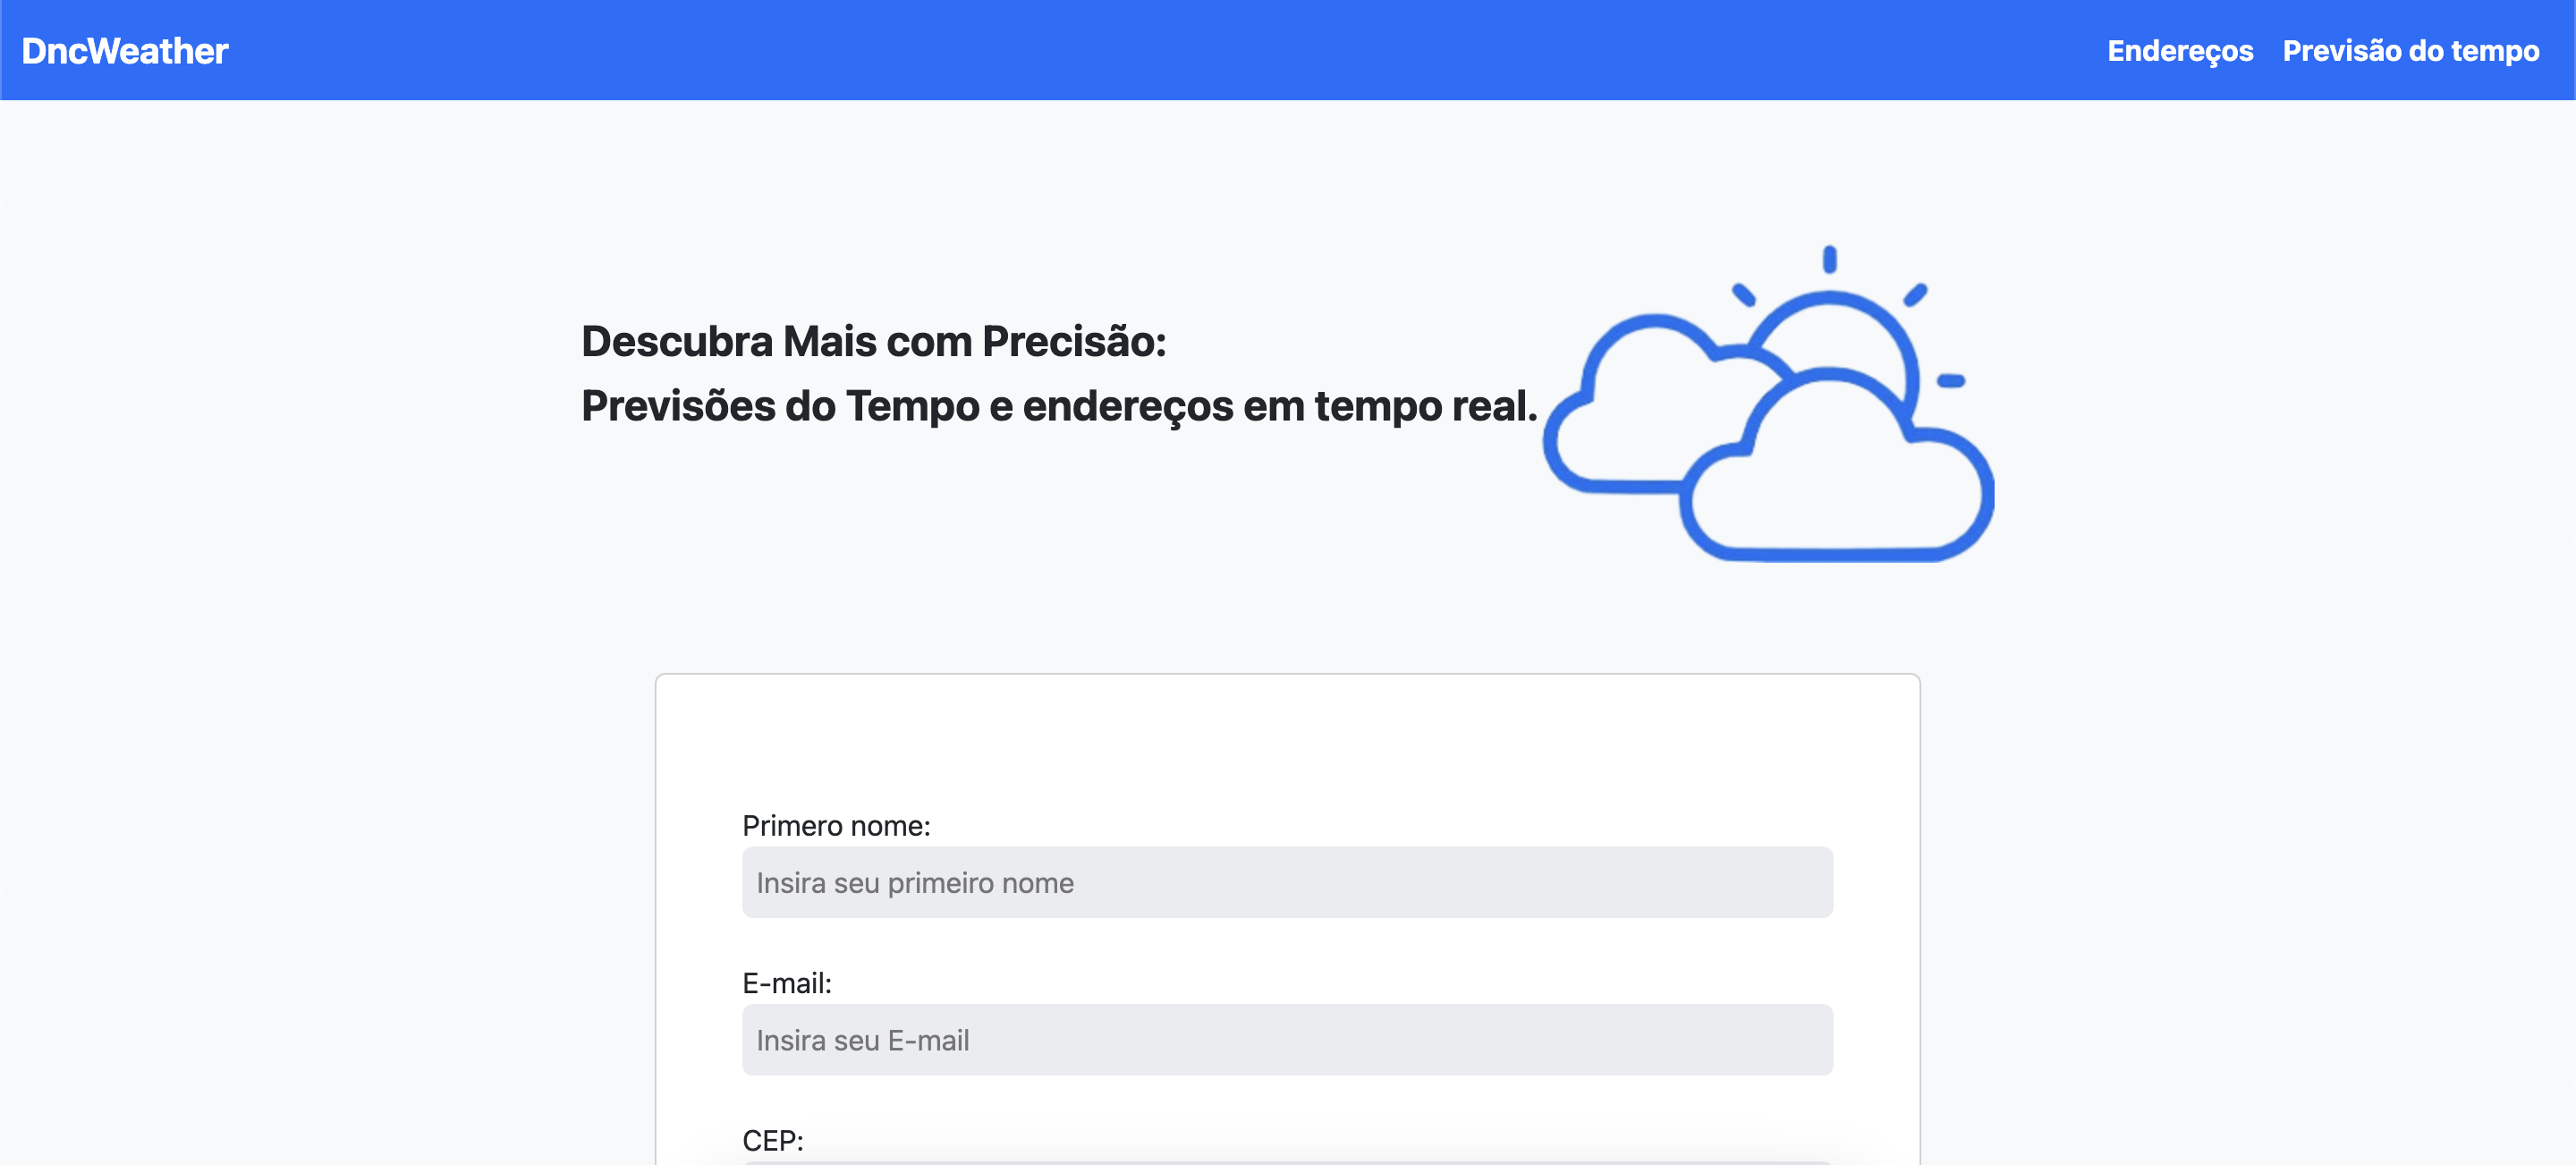 DncWeather
Endereços Previsão do tempo
Descubra Mais com Precisão:
Previsões do Tempo e endereços em tempo real.
Primero nome:
Insira seu primeiro nome
E-mail:
Insira seu E-mail
CEP: